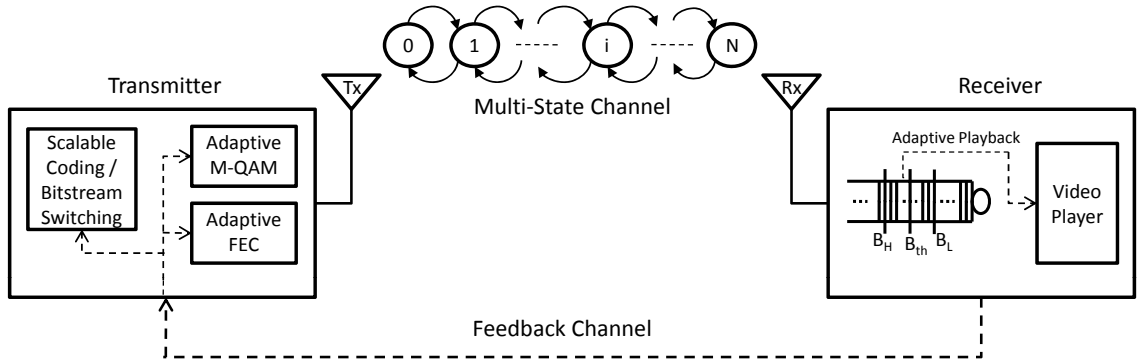 0
1
i
N
Transmitter
Tx
Multi-State Channel
Rx
Receiver
Scalable
Coding /
Bitstream
Switching
Adaptive
M-QAM
Adaptive
FEC
Adaptive Playback
...
...
...
B_H
B_th
B_L
Video
Player
Feedback Channel